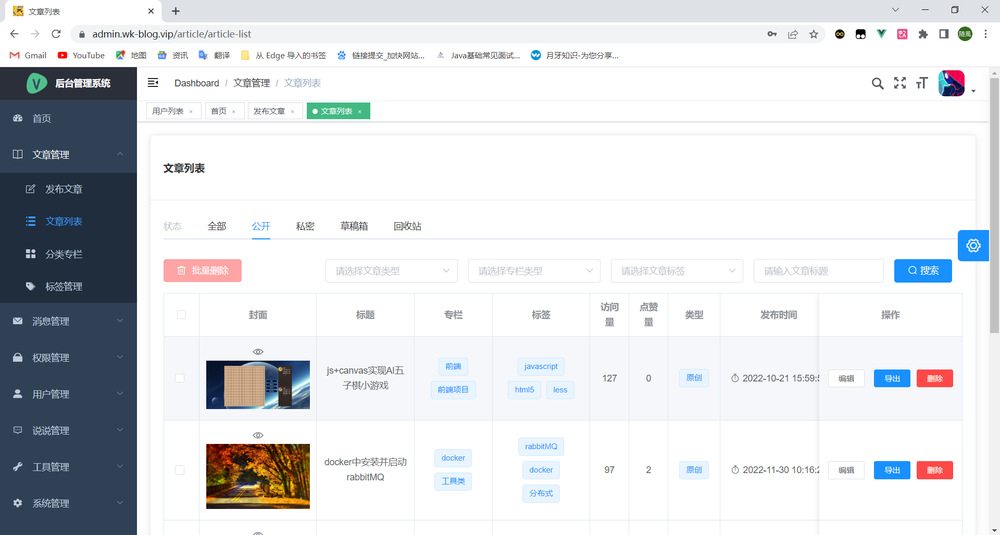 文章列表
admin.wk-blog.vip/article/article-list
随風
Gmail
YouTube
地图
资讯
翻译
从 Edge 导入的书签
链接提交_加快网站...
Java基础常见面试...
月牙知识-为您分享...
后台管理系统
Dashboard / 文章管理 / 文章列表
用户列表 ×
首页 ×
发布文章 ×
文章列表 ×
首页
文章管理
发布文章
文章列表
分类专栏
标签管理
消息管理
权限管理
用户管理
说说管理
工具管理
系统管理
文章列表
状态 全部 公开 私密 草稿箱 回收站
批量删除 请选择文章类型 请选择专栏类型 请选择文章标签 请输入文章标题 搜索
封面 标题 专栏 标签 访问量 点赞量 类型 发布时间 操作
js+canvas实现AI五
子棋小游戏
前端
前端项目
javascript
html5 less
127
0
原创
2022-10-21 15:59:5
编辑 导出 删除
docker中安装并启动
rabbitMQ
docker
工具类
rabbitMQ
docker
分布式
97
2
原创
2022-11-30 10:16:2
编辑 导出 删除